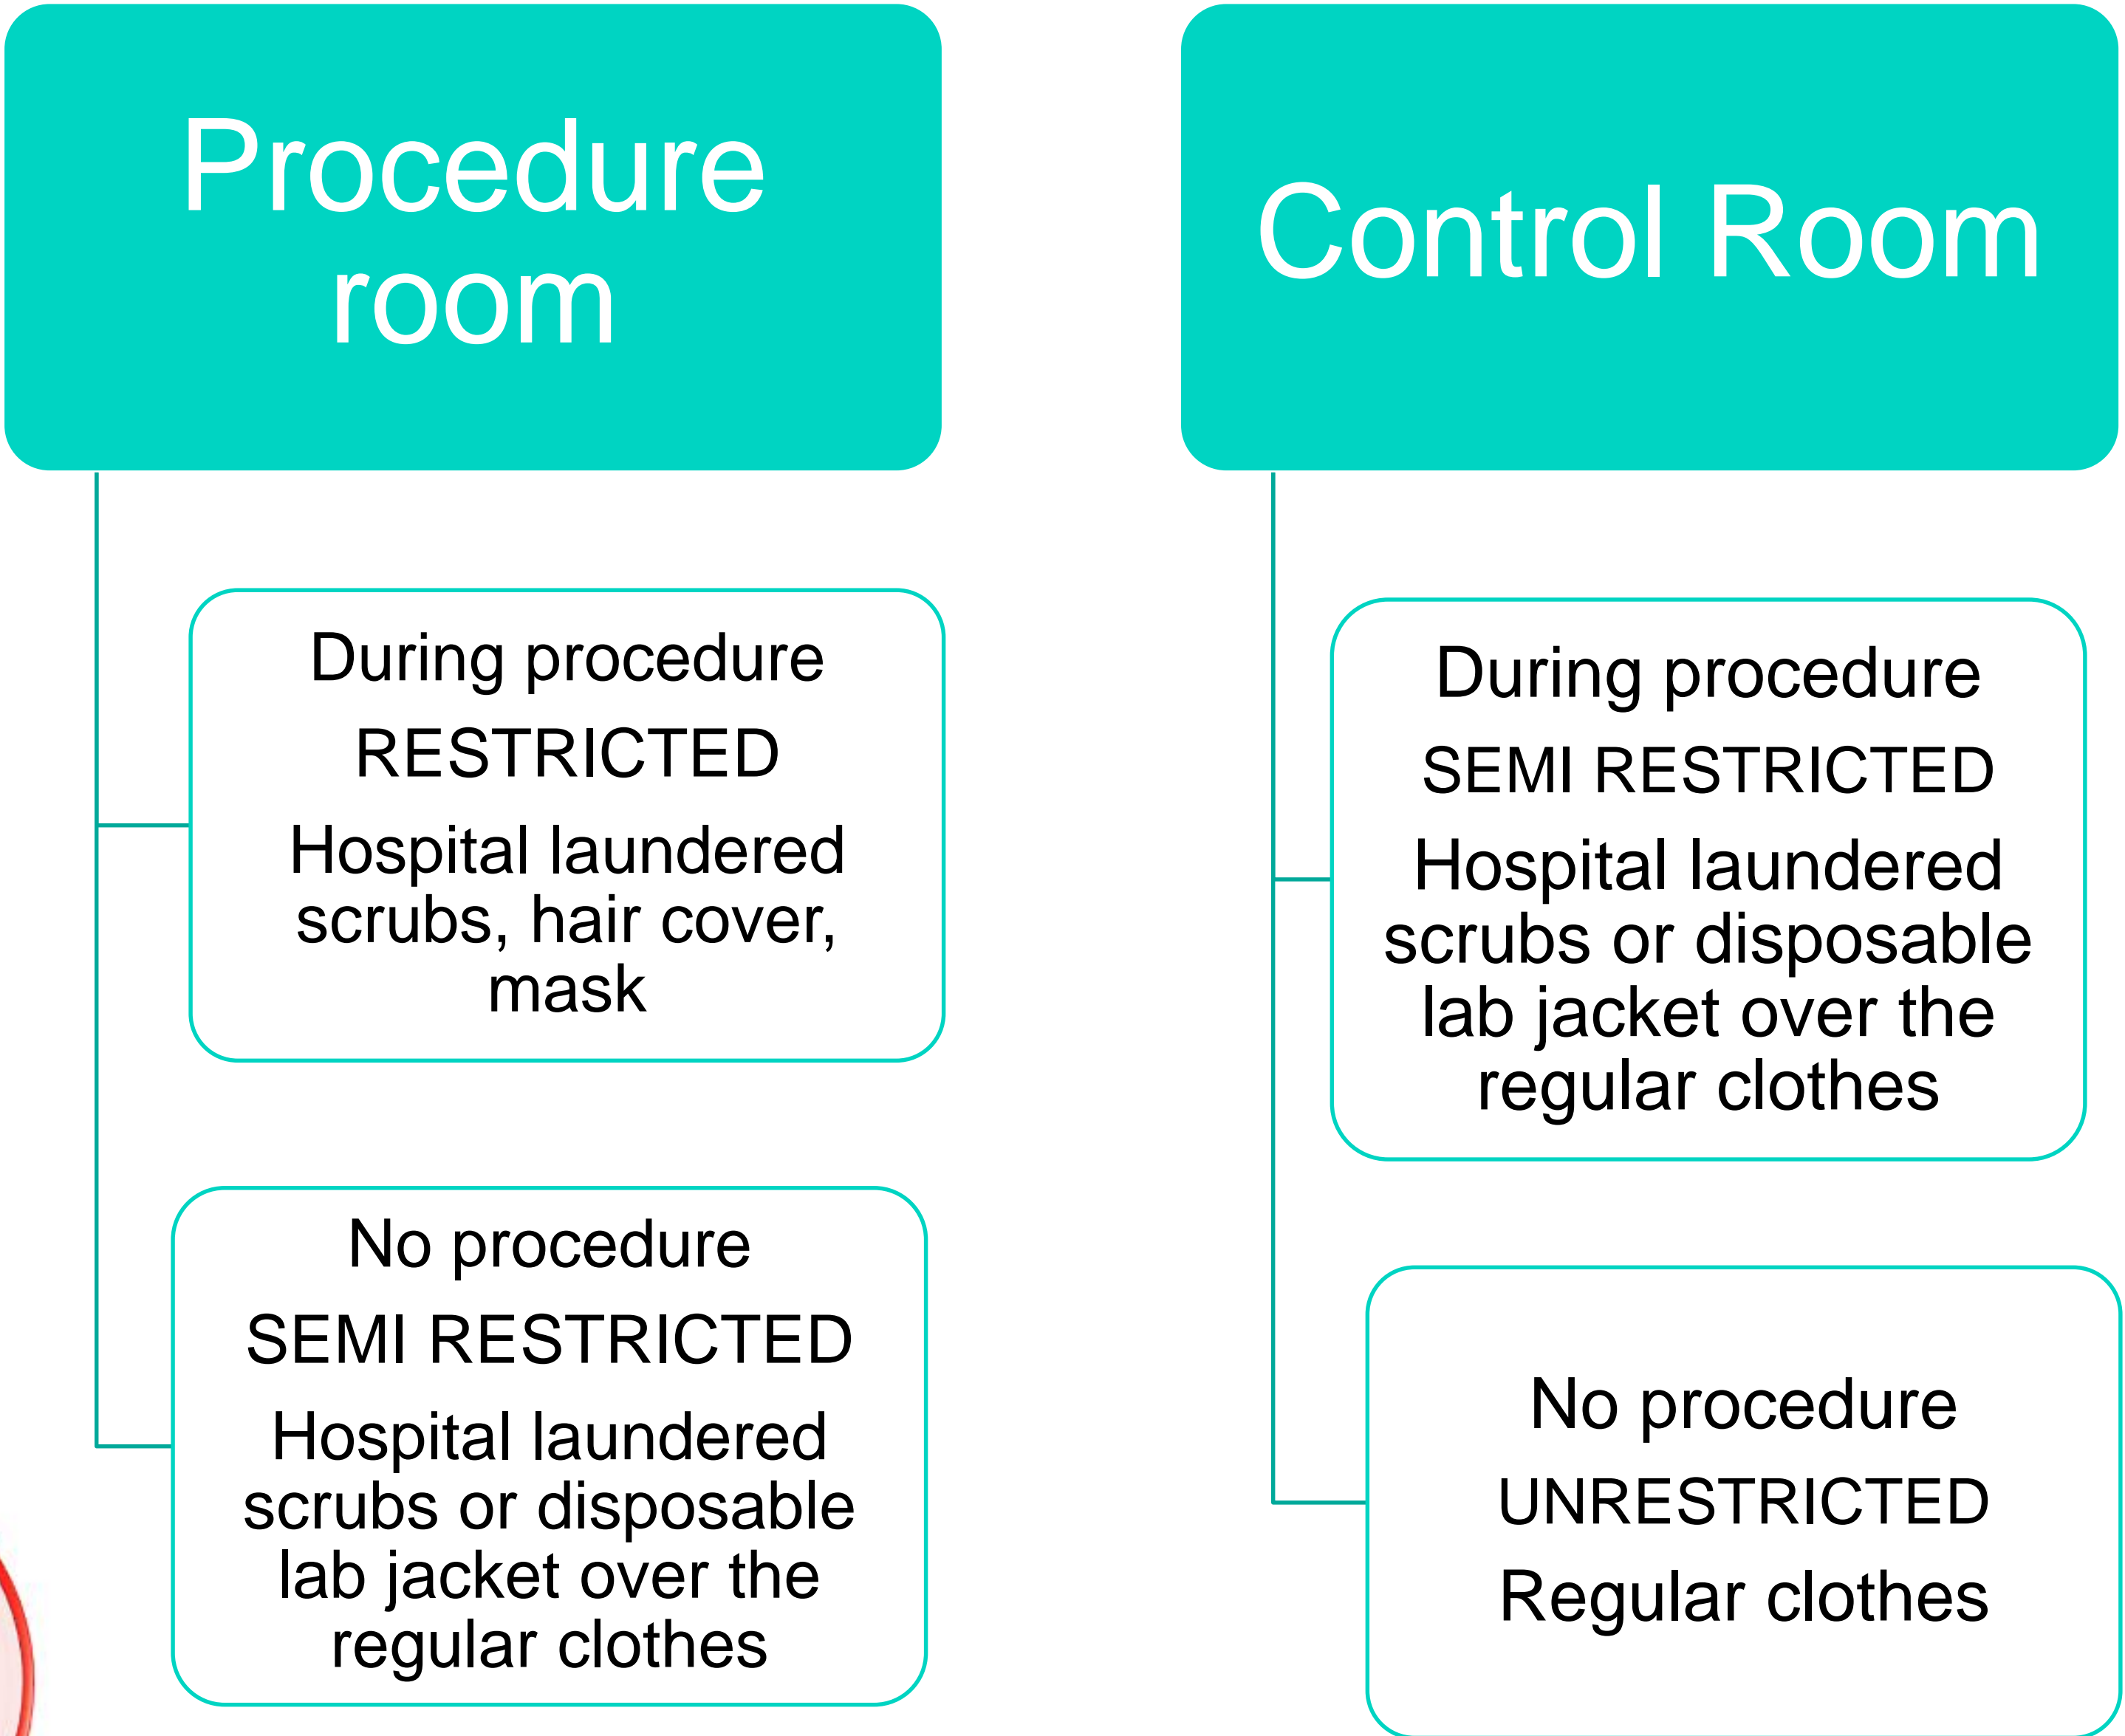 Procedure
room
During procedure
RESTRICTED
Hospital laundered
scrubs, hair cover,
mask
No procedure
SEMI RESTRICTED
Hospital laundered
scrubs or disposable
lab jacket over the
regular clothes
Control Room
During procedure
SEMI RESTRICTED
Hospital laundered
scrubs or disposable
lab jacket over the
regular clothes
No procedure
UNRESTRICTED
Regular clothes